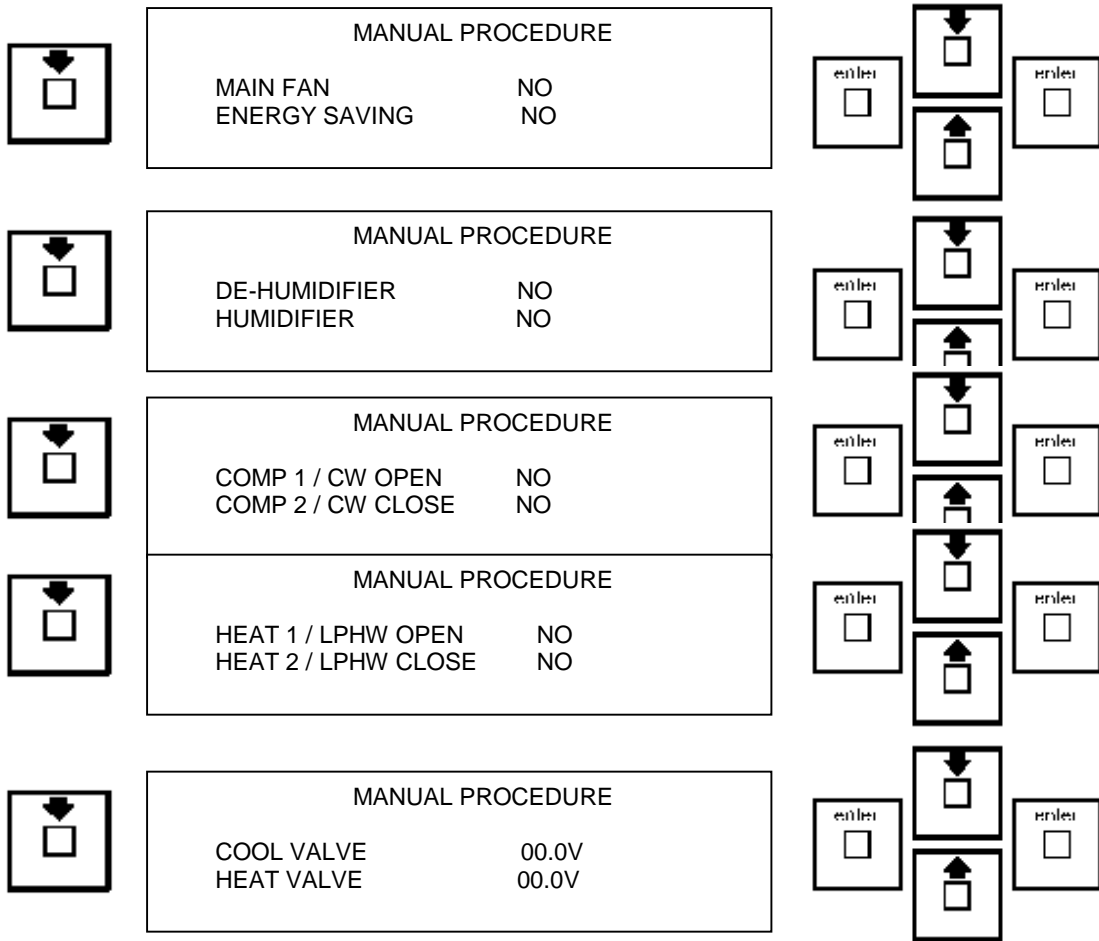 MANUAL PROCEDURE
MAIN FAN NO
ENERGY SAVING NO
enter
enter
MANUAL PROCEDURE
DE-HUMIDIFIER NO
HUMIDIFIER NO
enter
enter
MANUAL PROCEDURE
COMP 1 / CW OPEN NO
COMP 2 / CW CLOSE NO
enter
enter
MANUAL PROCEDURE
HEAT 1 / LPHW OPEN NO
HEAT 2 / LPHW CLOSE NO
enter
enter
MANUAL PROCEDURE
COOL VALVE 00.0V
HEAT VALVE 00.0V
enter
enter